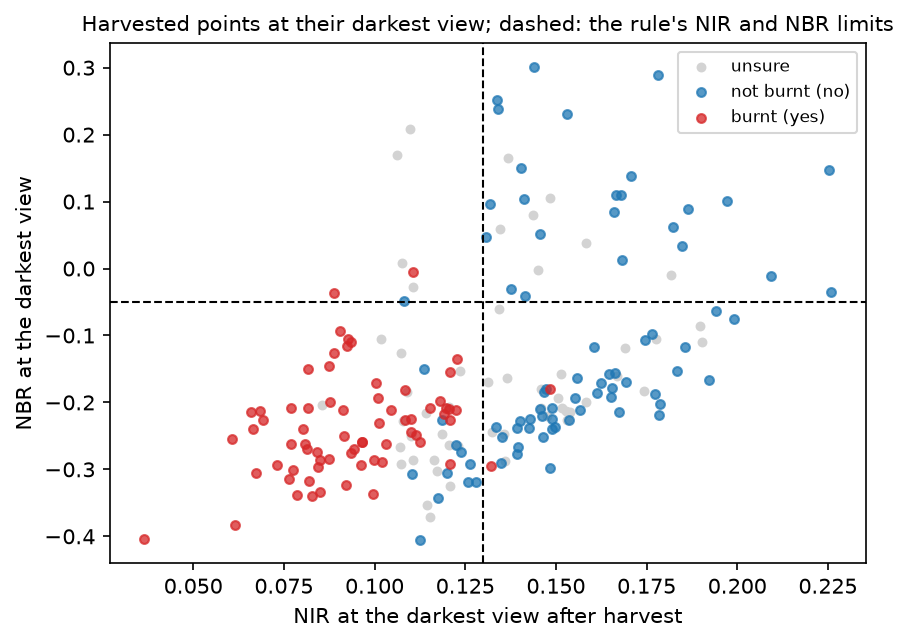 Harvested points at their darkest view; dashed: the rule's NIR and NBR limits
unsure
not burnt (no)
burnt (yes)
NBR at the darkest view
0.3
0.2
0.1
0.0
−0.1
−0.2
−0.3
−0.4
0.050 0.075 0.100 0.125 0.150 0.175 0.200 0.225
NIR at the darkest view after harvest